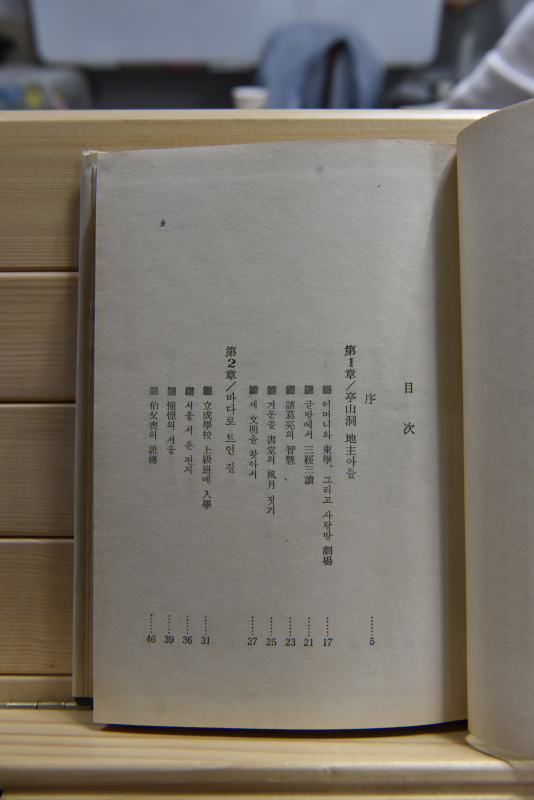 目次
序 5
第1章/亭山洞 地主아들
어머니와 東學、그리고 사랑방 劇場 17
글방에서 三經三讀 21
諸葛亮의 智慧 23
거문골 書堂의 風月 짓기 25
새 文明을 찾아서 27
第2章/바다로 트인 길
立成學校 上級班에 入學 31
서울서 온 편지 36
憧憬의 서울 39
伯父喪의 訛傳 46
9